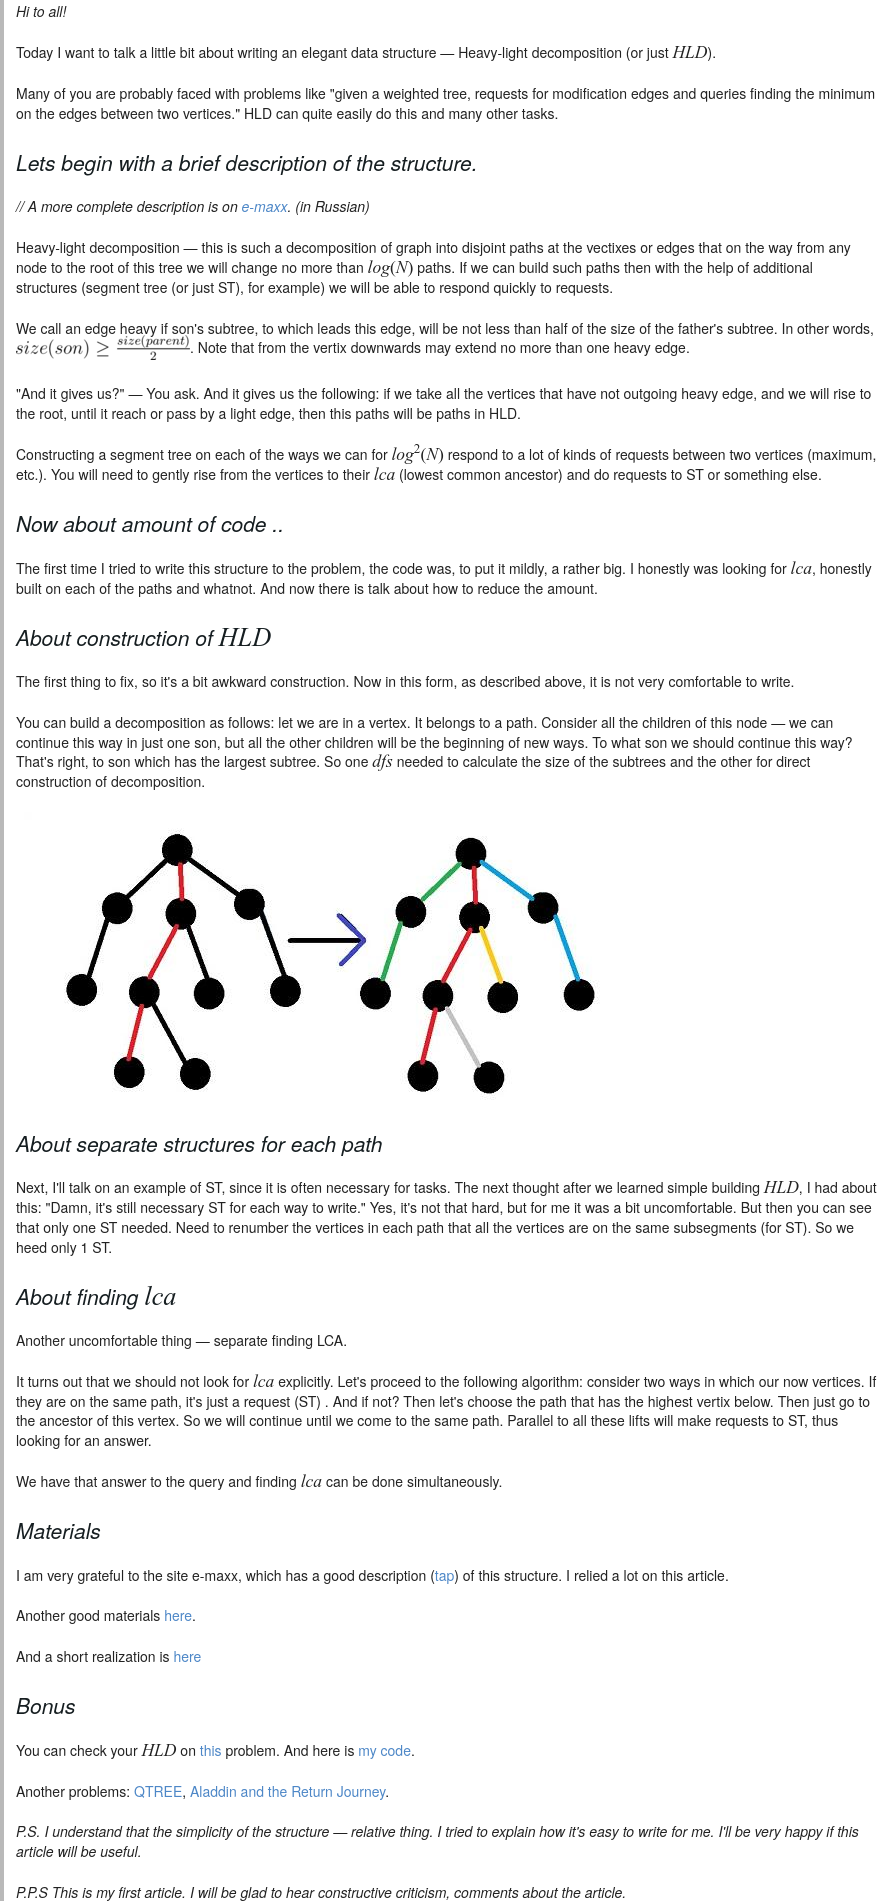 Hi to all!
Today I want to talk a little bit about writing an elegant data structure — Heavy-light decomposition (or just HLD).
Many of you are probably faced with problems like "given a weighted tree, requests for modification edges and queries finding the minimum
on the edges between two vertices." HLD can quite easily do this and many other tasks.
Lets begin with a brief description of the structure.
// A more complete description is on e-maxx. (in Russian)
Heavy-light decomposition — this is such a decomposition of graph into disjoint paths at the vectixes or edges that on the way from any
node to the root of this tree we will change no more than log(N) paths. If we can build such paths then with the help of additional
structures (segment tree (or just ST), for example) we will be able to respond quickly to requests.
We call an edge heavy if son's subtree, to which leads this edge, will be not less than half of the size of the father's subtree. In other words,
size(son) ≥ size(parent)/2. Note that from the vertix downwards may extend no more than one heavy edge.
"And it gives us?" — You ask. And it gives us the following: if we take all the vertices that have not outgoing heavy edge, and we will rise to
the root, until it reach or pass by a light edge, then this paths will be paths in HLD.
Constructing a segment tree on each of the ways we can for log²(N) respond to a lot of kinds of requests between two vertices (maximum,
etc.). You will need to gently rise from the vertices to their lca (lowest common ancestor) and do requests to ST or something else.
Now about amount of code ..
The first time I tried to write this structure to the problem, the code was, to put it mildly, a rather big. I honestly was looking for lca, honestly
built on each of the paths and whatnot. And now there is talk about how to reduce the amount.
About construction of HLD
The first thing to fix, so it's a bit awkward construction. Now in this form, as described above, it is not very comfortable to write.
You can build a decomposition as follows: let we are in a vertex. It belongs to a path. Consider all the children of this node — we can
continue this way in just one son, but all the other children will be the beginning of new ways. To what son we should continue this way?
That's right, to son which has the largest subtree. So one dfs needed to calculate the size of the subtrees and the other for direct
construction of decomposition.
About separate structures for each path
Next, I'll talk on an example of ST, since it is often necessary for tasks. The next thought after we learned simple building HLD, I had about
this: "Damn, it's still necessary ST for each way to write." Yes, it's not that hard, but for me it was a bit uncomfortable. But then you can see
that only one ST needed. Need to renumber the vertices in each path that all the vertices are on the same subsegments (for ST). So we
heed only 1 ST.
About finding lca
Another uncomfortable thing — separate finding LCA.
It turns out that we should not look for lca explicitly. Let's proceed to the following algorithm: consider two ways in which our now vertices. If
they are on the same path, it's just a request (ST) . And if not? Then let's choose the path that has the highest vertix below. Then just go to
the ancestor of this vertex. So we will continue until we come to the same path. Parallel to all these lifts will make requests to ST, thus
looking for an answer.
We have that answer to the query and finding lca can be done simultaneously.
Materials
I am very grateful to the site e-maxx, which has a good description (tap) of this structure. I relied a lot on this article.
Another good materials here.
And a short realization is here
Bonus
You can check your HLD on this problem. And here is my code.
Another problems: QTREE, Aladdin and the Return Journey.
P.S. I understand that the simplicity of the structure — relative thing. I tried to explain how it's easy to write for me. I'll be very happy if this
article will be useful.
P.P.S This is my first article. I will be glad to hear constructive criticism, comments about the article.